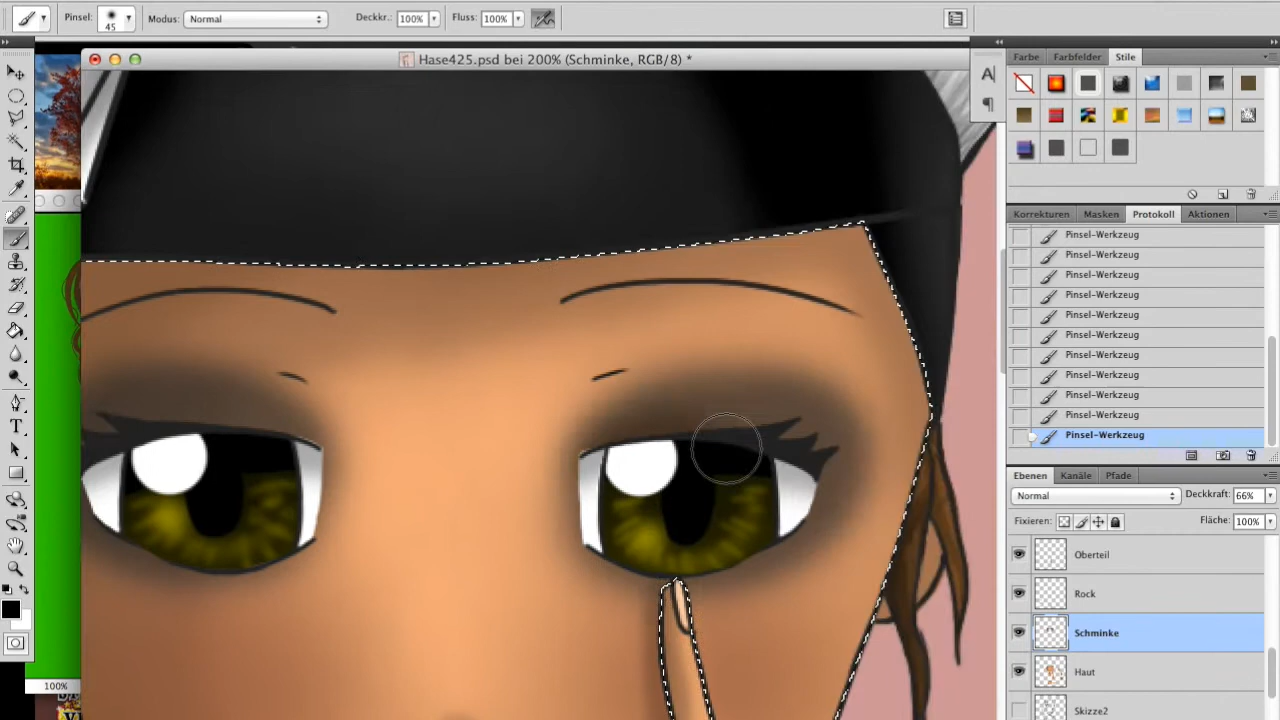 Pinsel:
45
Modus: Normal
Deckkr.: 100%
Fluss: 100%
Hase425.psd bei 200% (Schminke, RGB/8) *
A
¶
T
Farbe Farbfelder Stile
Korrekturen Masken Protokoll Aktionen
Pinsel-Werkzeug
Pinsel-Werkzeug
Pinsel-Werkzeug
Pinsel-Werkzeug
Pinsel-Werkzeug
Pinsel-Werkzeug
Pinsel-Werkzeug
Pinsel-Werkzeug
Pinsel-Werkzeug
Pinsel-Werkzeug
Pinsel-Werkzeug
Ebenen Kanäle Pfade
Normal Deckkraft: 66%
Fixieren: Fläche: 100%
Oberteil
Rock
Schminke
Haut
Skizze2
100%